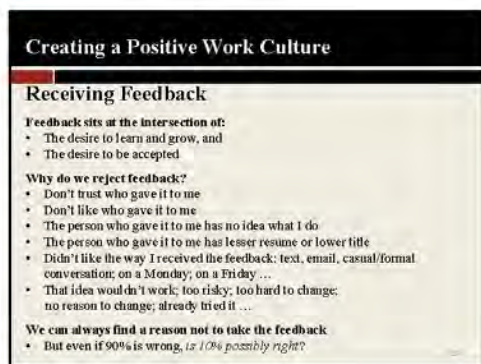 Creating a Positive Work Culture
Receiving Feedback
Feedback sits at the intersection of:
• The desire to learn and grow, and
• The desire to be accepted
Why do we reject feedback?
• Don't trust who gave it to me
• Don't like who gave it to me
• The person who gave it to me has no idea what I do
• The person who gave it to me has lesser resume or lower title
• Didn't like the way I received the feedback: text, email, casual/formal
conversation; on a Monday; on a Friday …
• That idea wouldn't work; too risky; too hard to change;
no reason to change; already tried it …
We can always find a reason not to take the feedback
• But even if 90% is wrong, is 10% possibly right?